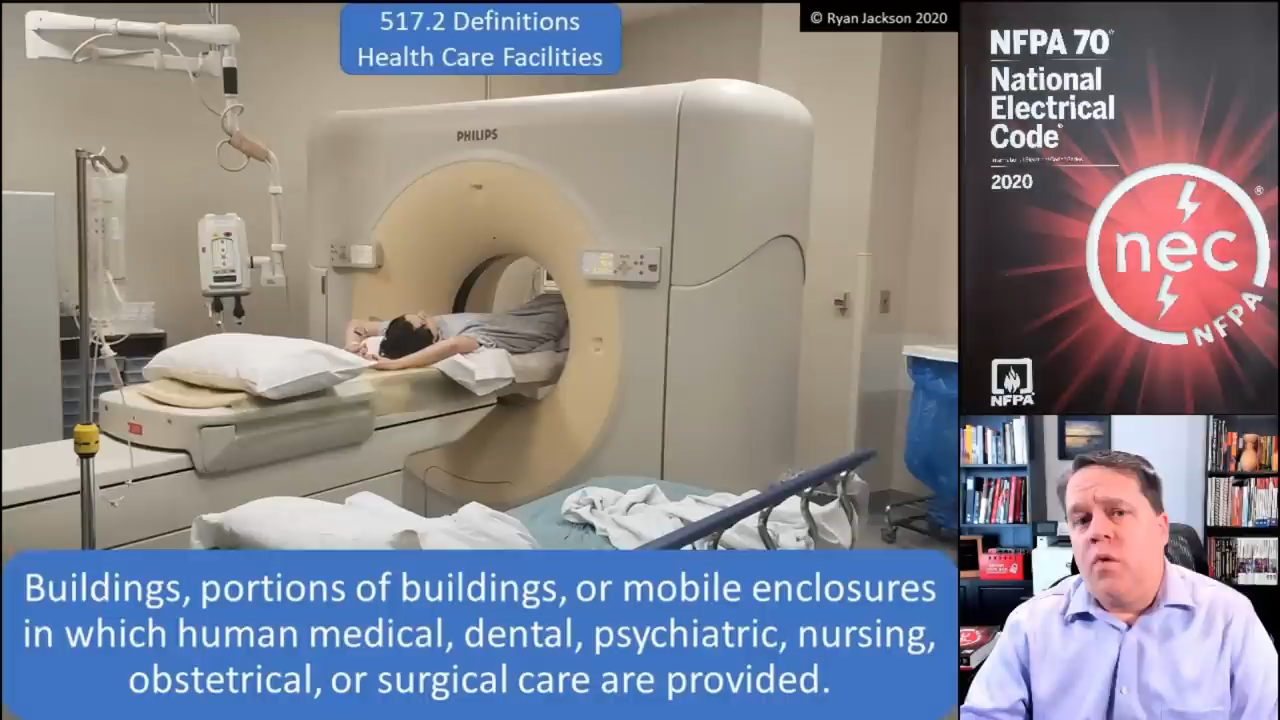 517.2 Definitions
Health Care Facilities
© Ryan Jackson 2020
PHILIPS
NFPA 70®
National
Electrical
Code®
2020
®
nec
NFPA
NFPA
Buildings, portions of buildings, or mobile enclosures
in which human medical, dental, psychiatric, nursing,
obstetrical, or surgical care are provided.